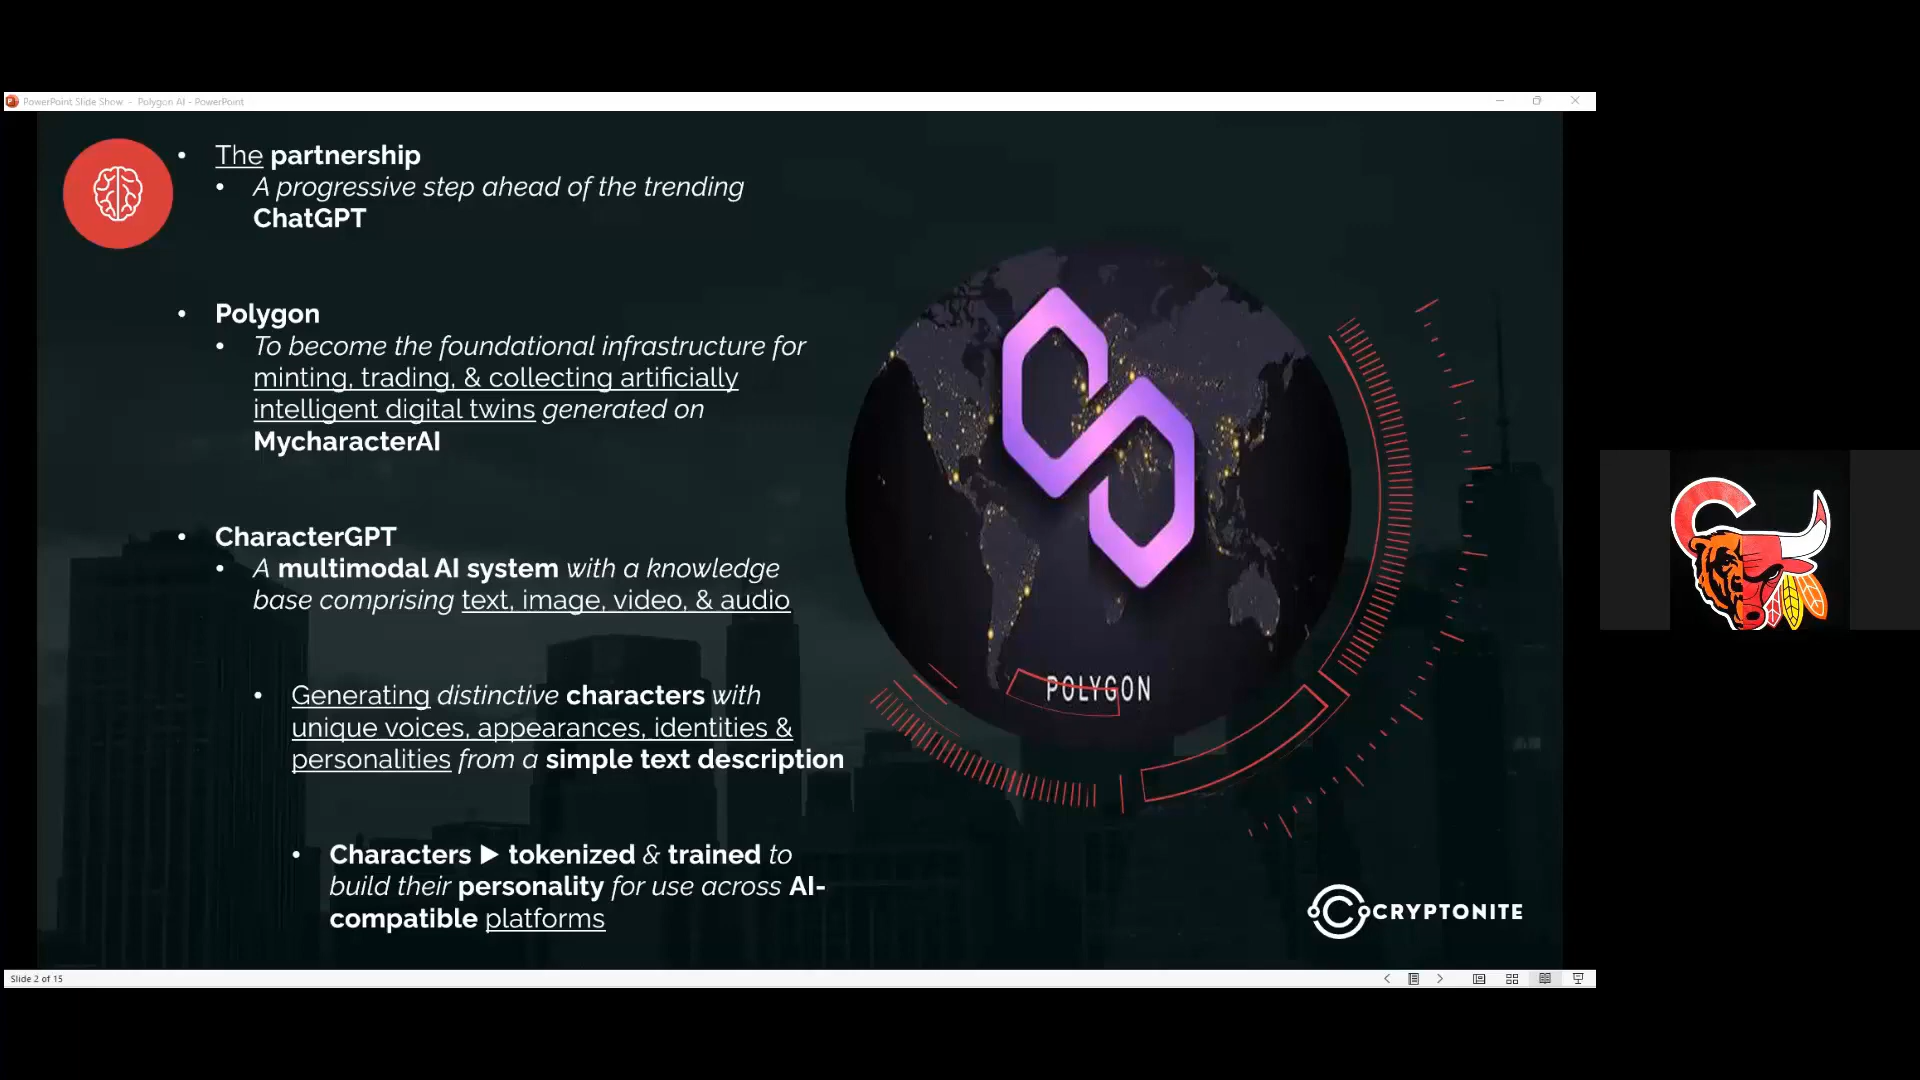 PowerPoint Slide Show - Polygon AI - PowerPoint
• The partnership
• A progressive step ahead of the trending
ChatGPT
• Polygon
• To become the foundational infrastructure for
minting, trading, & collecting artificially
intelligent digital twins generated on
MycharacterAI
• CharacterGPT
• A multimodal AI system with a knowledge
base comprising text, image, video, & audio
• Generating distinctive characters with
unique voices, appearances, identities &
personalities from a simple text description
• Characters ▶ tokenized & trained to
build their personality for use across AI-
compatible platforms
POLYGON
CRYPTONITE
Slide 2 of 15